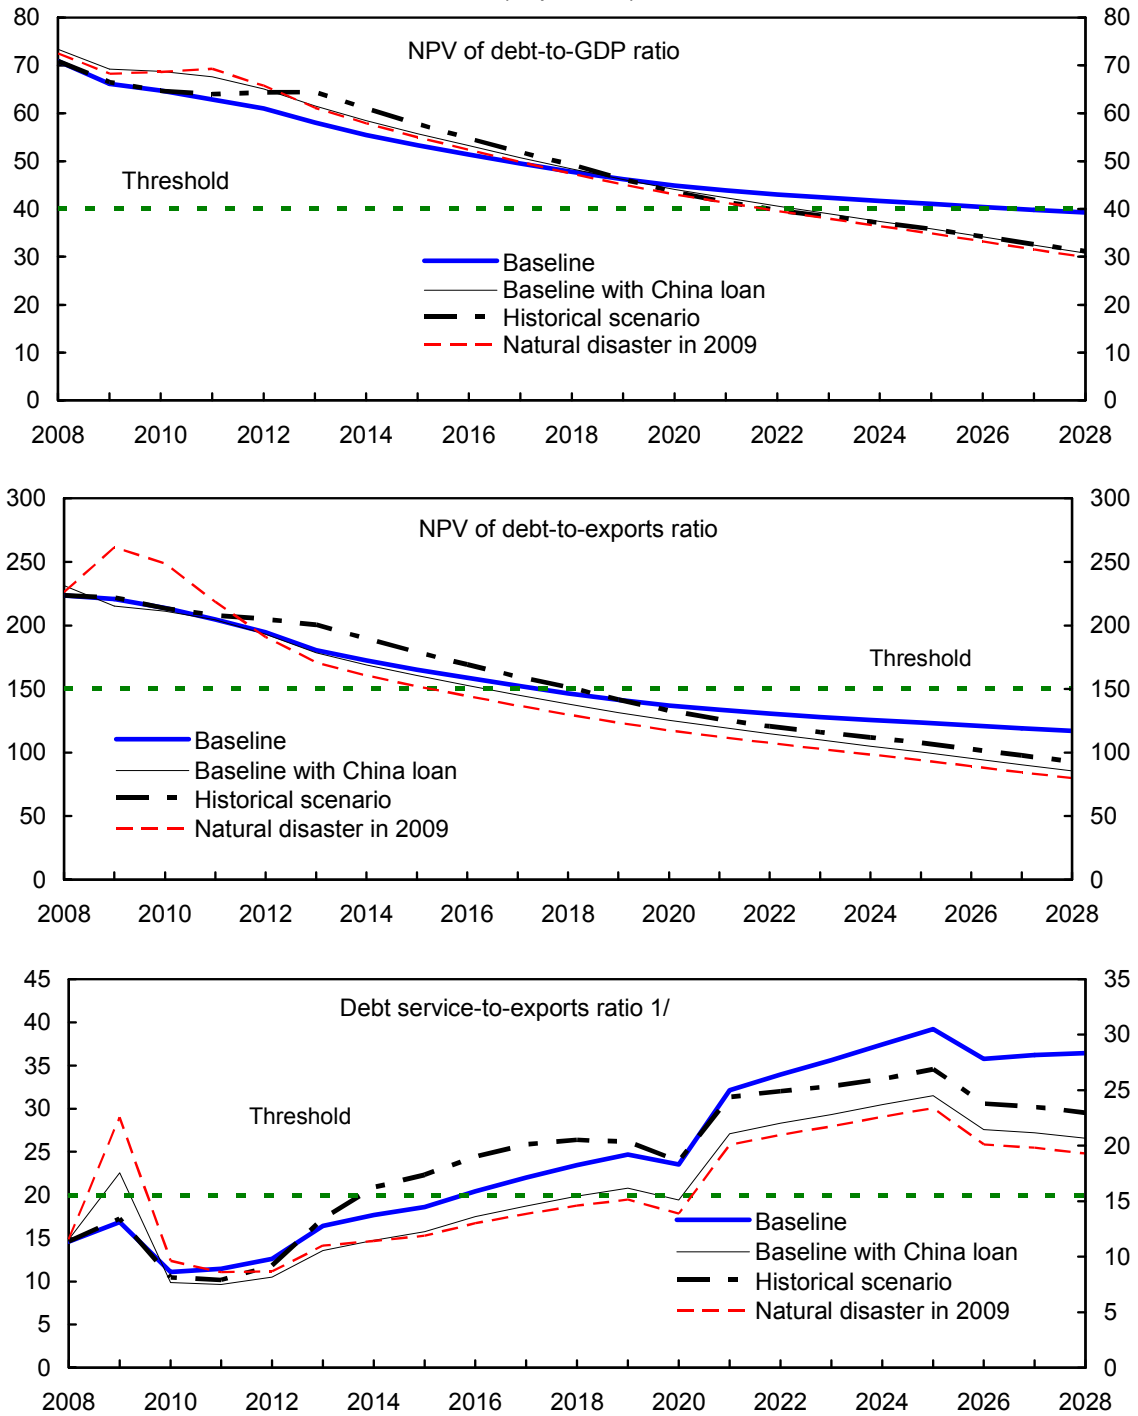 80 80
NPV of debt-to-GDP ratio
70 70
60 60
50 50
Threshold
40 40
30 30
Baseline
Baseline with China loan
20 20
Historical scenario
Natural disaster in 2009
10 10
0 0
2008 2010 2012 2014 2016 2018 2020 2022 2024 2026 2028
300 300
NPV of debt-to-exports ratio
250 250
200 200
Threshold
150 150
Baseline
100 100
Baseline with China loan
Historical scenario
50 50
Natural disaster in 2009
0 0
2008 2010 2012 2014 2016 2018 2020 2022 2024 2026 2028
45 35
Debt service-to-exports ratio 1/
40
30
35
30 25
Threshold
25 20
20
15
Baseline
15
Baseline with China loan
10
10
Historical scenario
Natural disaster in 2009
5 5
0 0
2008 2010 2012 2014 2016 2018 2020 2022 2024 2026 2028